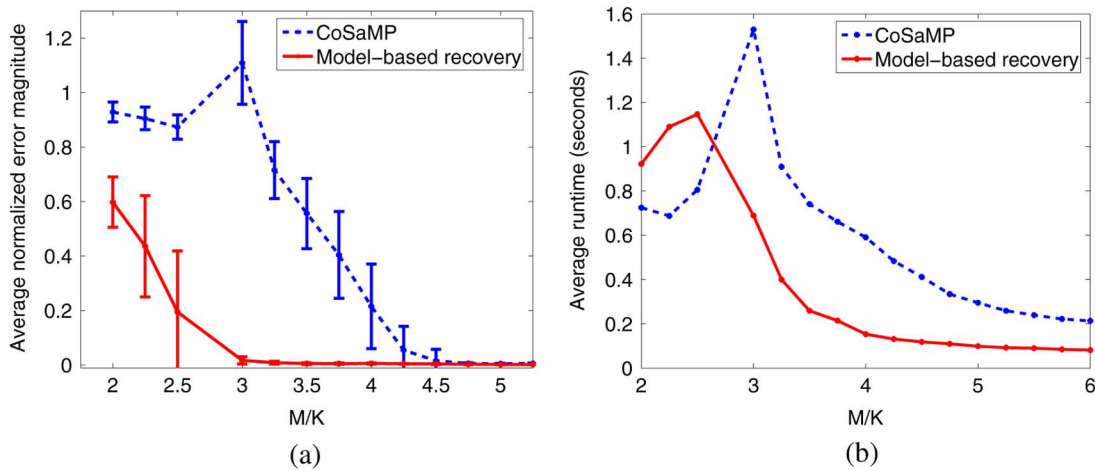 CoSaMP
Model-based recovery
Average normalized error magnitude
1.2
1
0.8
0.6
0.4
0.2
0
2
2.5
3
3.5
4
4.5
5
M/K
(a)
CoSaMP
Model-based recovery
Average runtime (seconds)
1.6
1.4
1.2
1
0.8
0.6
0.4
0.2
0
2
3
4
5
6
M/K
(b)